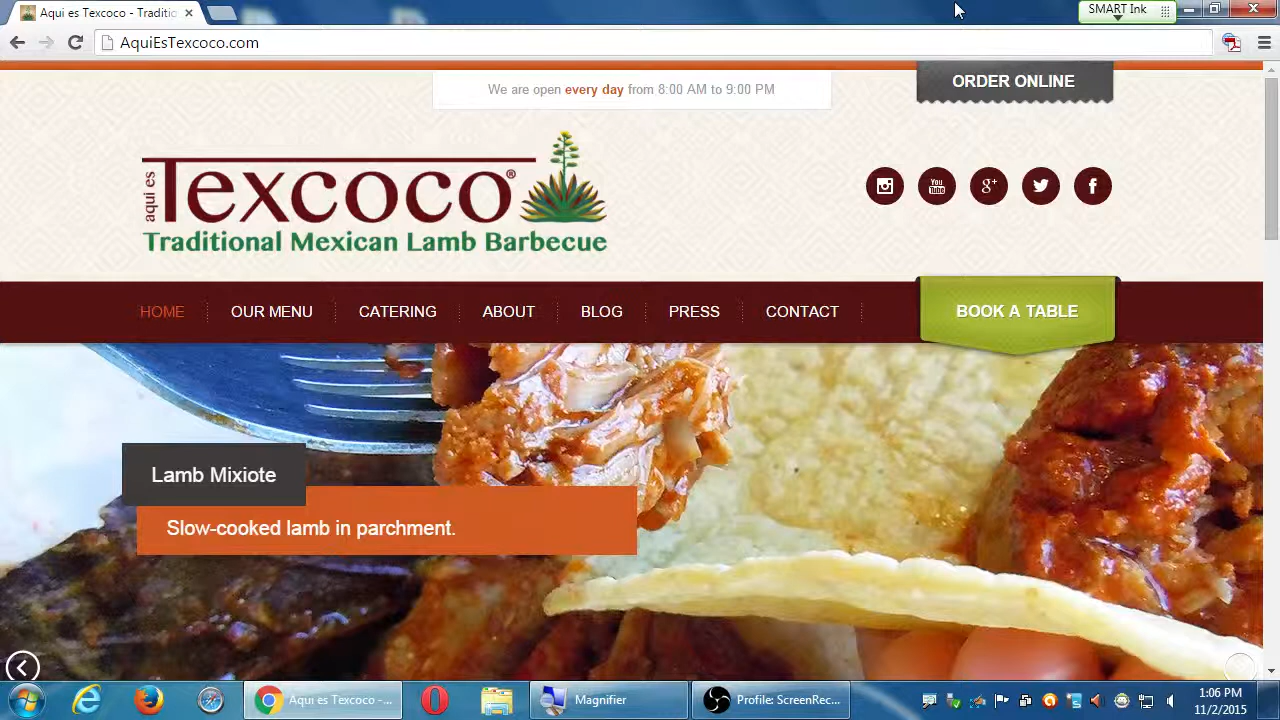 Aqui es Texcoco - Traditio
SMART Ink
AquiEsTexcoco.com
We are open every day from 8:00 AM to 9:00 PM
ORDER ONLINE
aqui es Texcoco®
Traditional Mexican Lamb Barbecue
You Tube g+ f
HOME OUR MENU CATERING ABOUT BLOG PRESS CONTACT BOOK A TABLE
Lamb Mixiote
Slow-cooked lamb in parchment.
Aqui es Texcoco -... Magnifier Profile: ScreenRec... 1:06 PM
11/2/2015